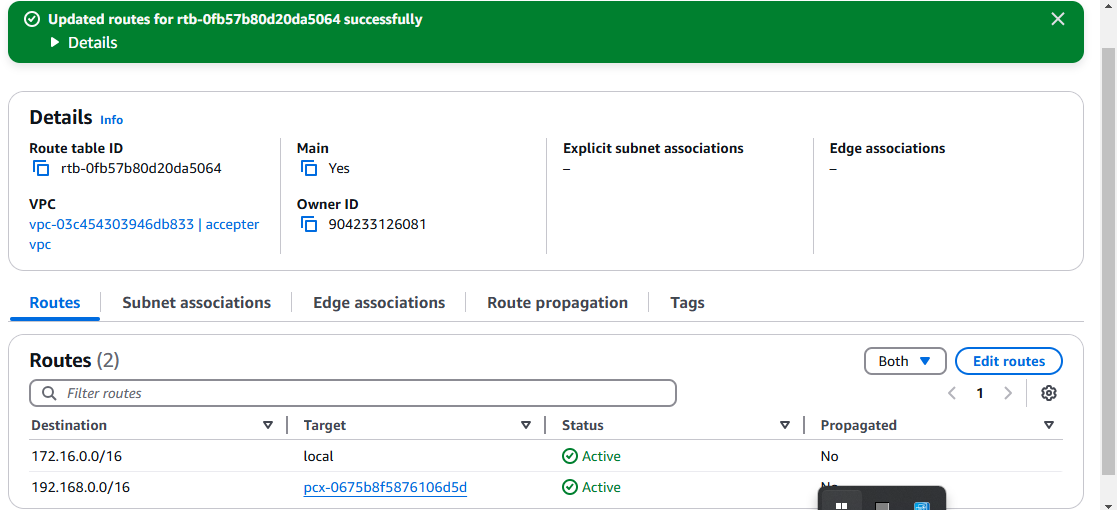 Updated routes for rtb-0fb57b80d20da5064 successfully
Details
Details Info
Route table ID
rtb-0fb57b80d20da5064
Main
Yes
Explicit subnet associations
–
Edge associations
–
VPC
vpc-03c454303946db833 | accepter
vpc
Owner ID
904233126081
Routes Subnet associations Edge associations Route propagation Tags
Routes (2)
Both Edit routes
Filter routes
1
Destination Target Status Propagated
172.16.0.0/16 local Active No
192.168.0.0/16 pcx-0675b8f5876106d5d Active